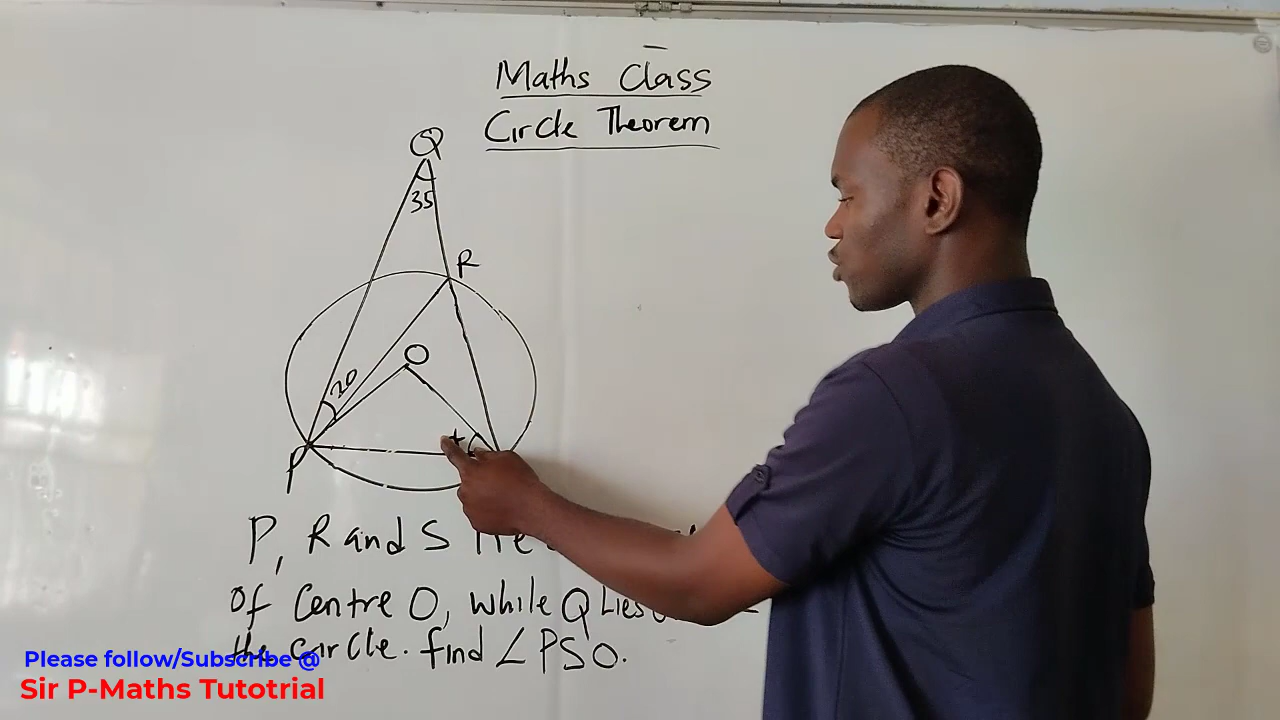 Maths Class
Circle Theorem
Q
35
R
O
20
P
P, R and S
of Centre O, while Q Lies
the circle. find ∠PSO.
Please follow/Subscribe @
Sir P-Maths Tutotrial